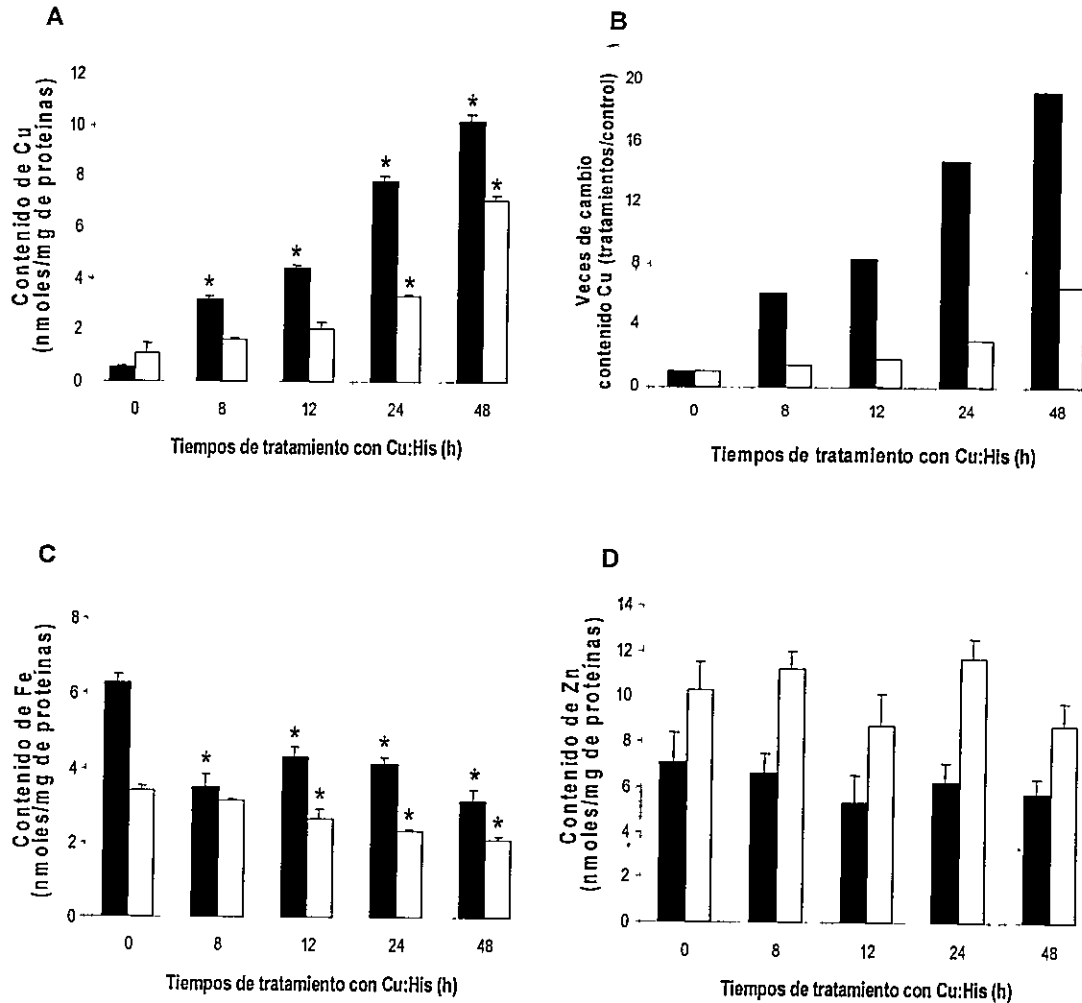 A
Contenido de Cu
(nmoles/mg de proteínas)
12
10
8
6
4
2
0
* * * * * *
0 8 12 24 48
Tiempos de tratamiento con Cu:His (h)
B
Veces de cambio
contenido Cu (tratamientos/control)
20
16
12
8
4
0
0 8 12 24 48
Tiempos de tratamiento con Cu:His (h)
C
Contenido de Fe
(nmoles/mg de proteínas)
8
6
4
2
0
* * * * * * *
0 8 12 24 48
Tiempos de tratamiento con Cu:His (h)
D
Contenido de Zn
(nmoles/mg de proteínas)
14
12
10
8
6
4
2
0
0 8 12 24 48
Tiempos de tratamiento con Cu:His (h)